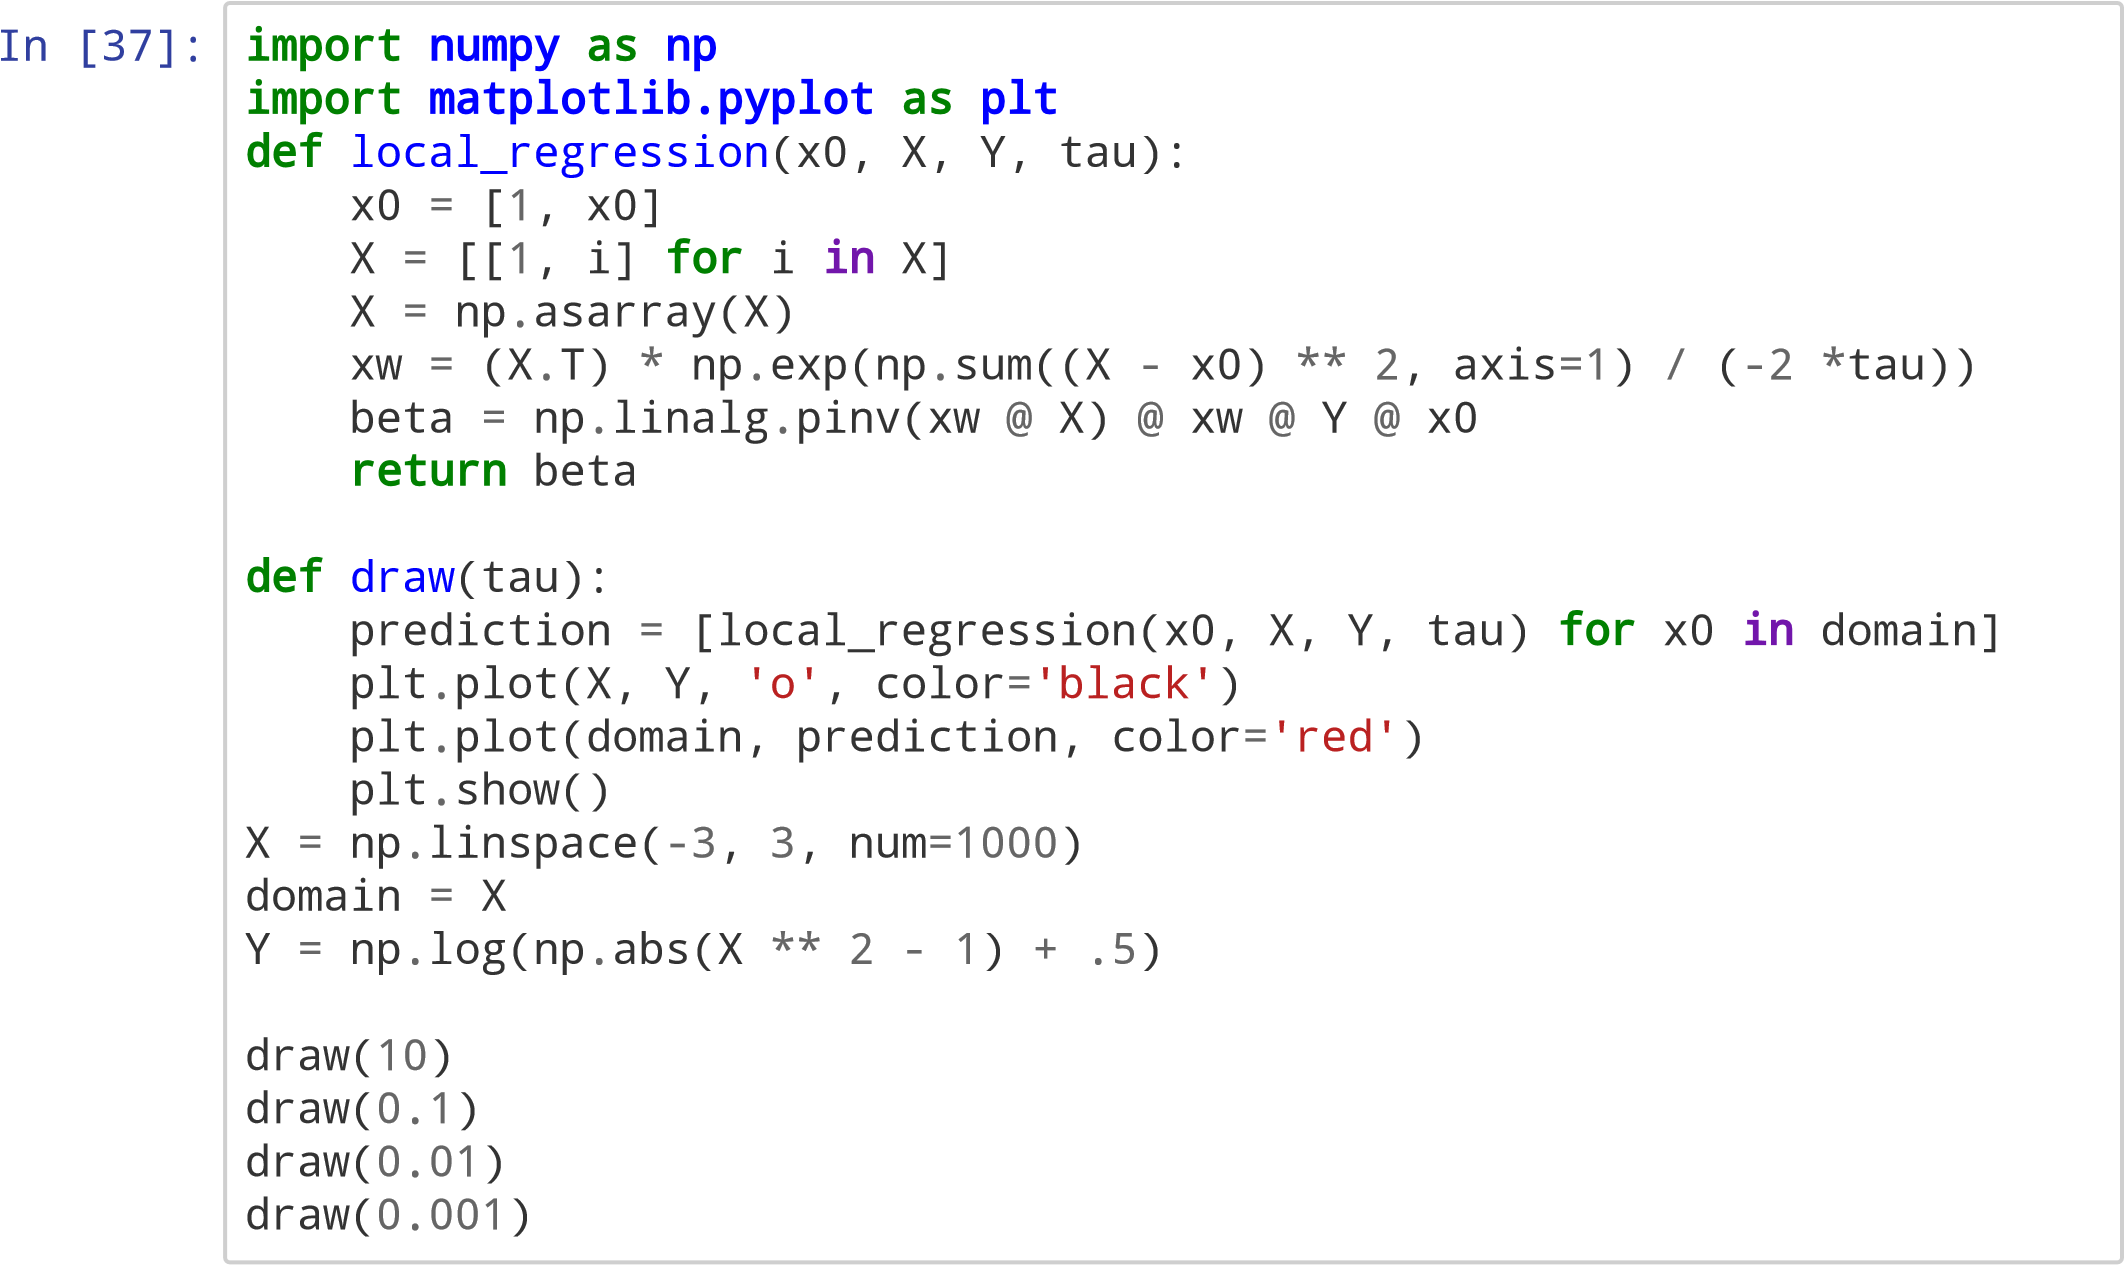 In [37]: import numpy as np
import matplotlib.pyplot as plt
def local_regression(x0, X, Y, tau):
    x0 = [1, x0]
    X = [[1, i] for i in X]
    X = np.asarray(X)
    xw = (X.T) * np.exp(np.sum((X - x0) ** 2, axis=1) / (-2 *tau))
    beta = np.linalg.pinv(xw @ X) @ xw @ Y @ x0
    return beta

def draw(tau):
    prediction = [local_regression(x0, X, Y, tau) for x0 in domain]
    plt.plot(X, Y, 'o', color='black')
    plt.plot(domain, prediction, color='red')
    plt.show()
X = np.linspace(-3, 3, num=1000)
domain = X
Y = np.log(np.abs(X ** 2 - 1) + .5)

draw(10)
draw(0.1)
draw(0.01)
draw(0.001)